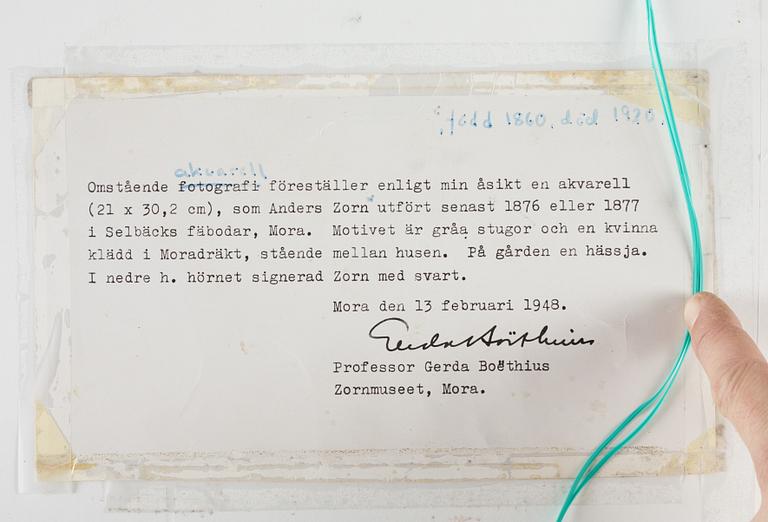 född 1860, död 1920.
akvarell
Omstående fotografi föreställer enligt min åsikt en akvarell
(21 x 30,2 cm), som Anders Zorn utfört senast 1876 eller 1877
i Selbäcks fäbodar, Mora. Motivet är gråa stugor och en kvinna
klädd i Moradräkt, stående mellan husen. På gården en hässja.
I nedre h. hörnet signerad Zorn med svart.
Mora den 13 februari 1948.
Gerda Boëthius
Professor Gerda Boëthius
Zornmuseet, Mora.